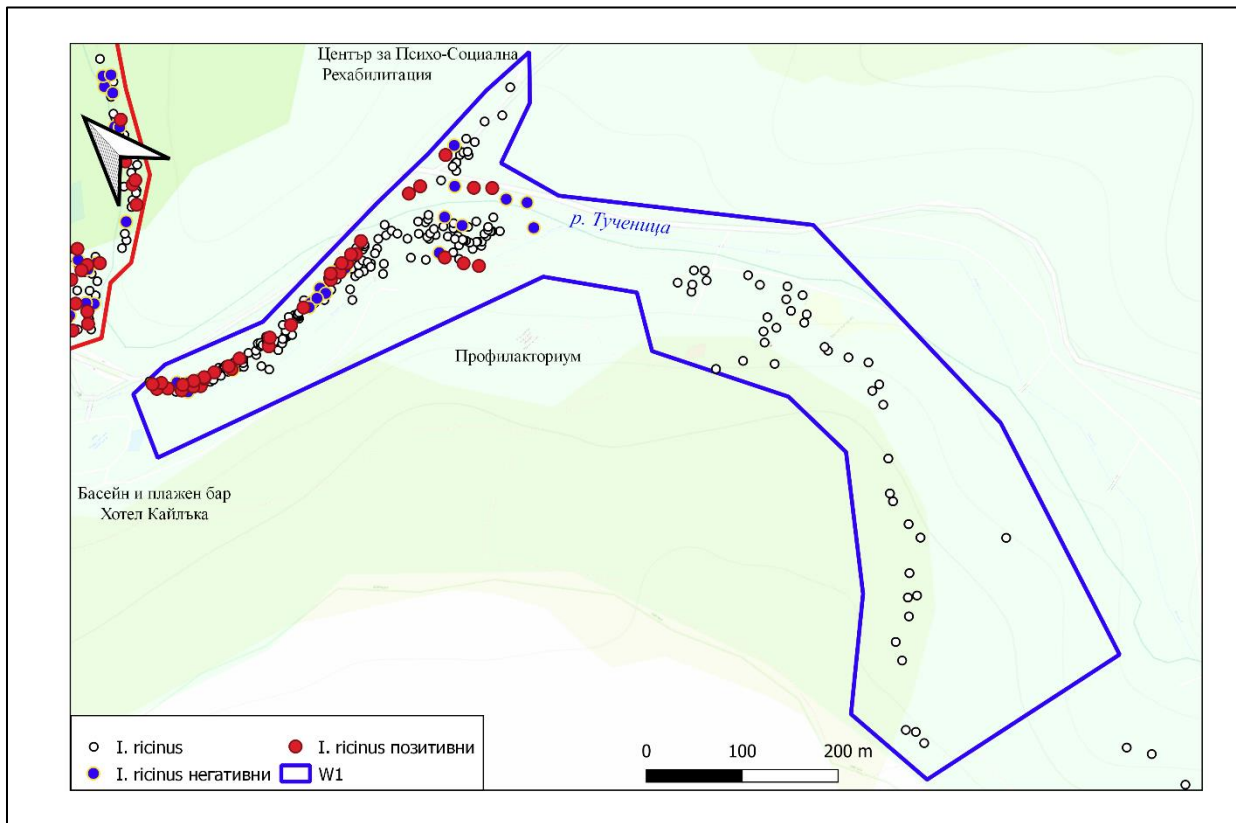 Център за Психо-Социална
Рехабилитация
р. Тученица
Профилакториум
Басейн и плажен бар
Хотел Кайлъка
I. ricinus
I. ricinus позитивни
I. ricinus негативни
W1
0 100 200 m